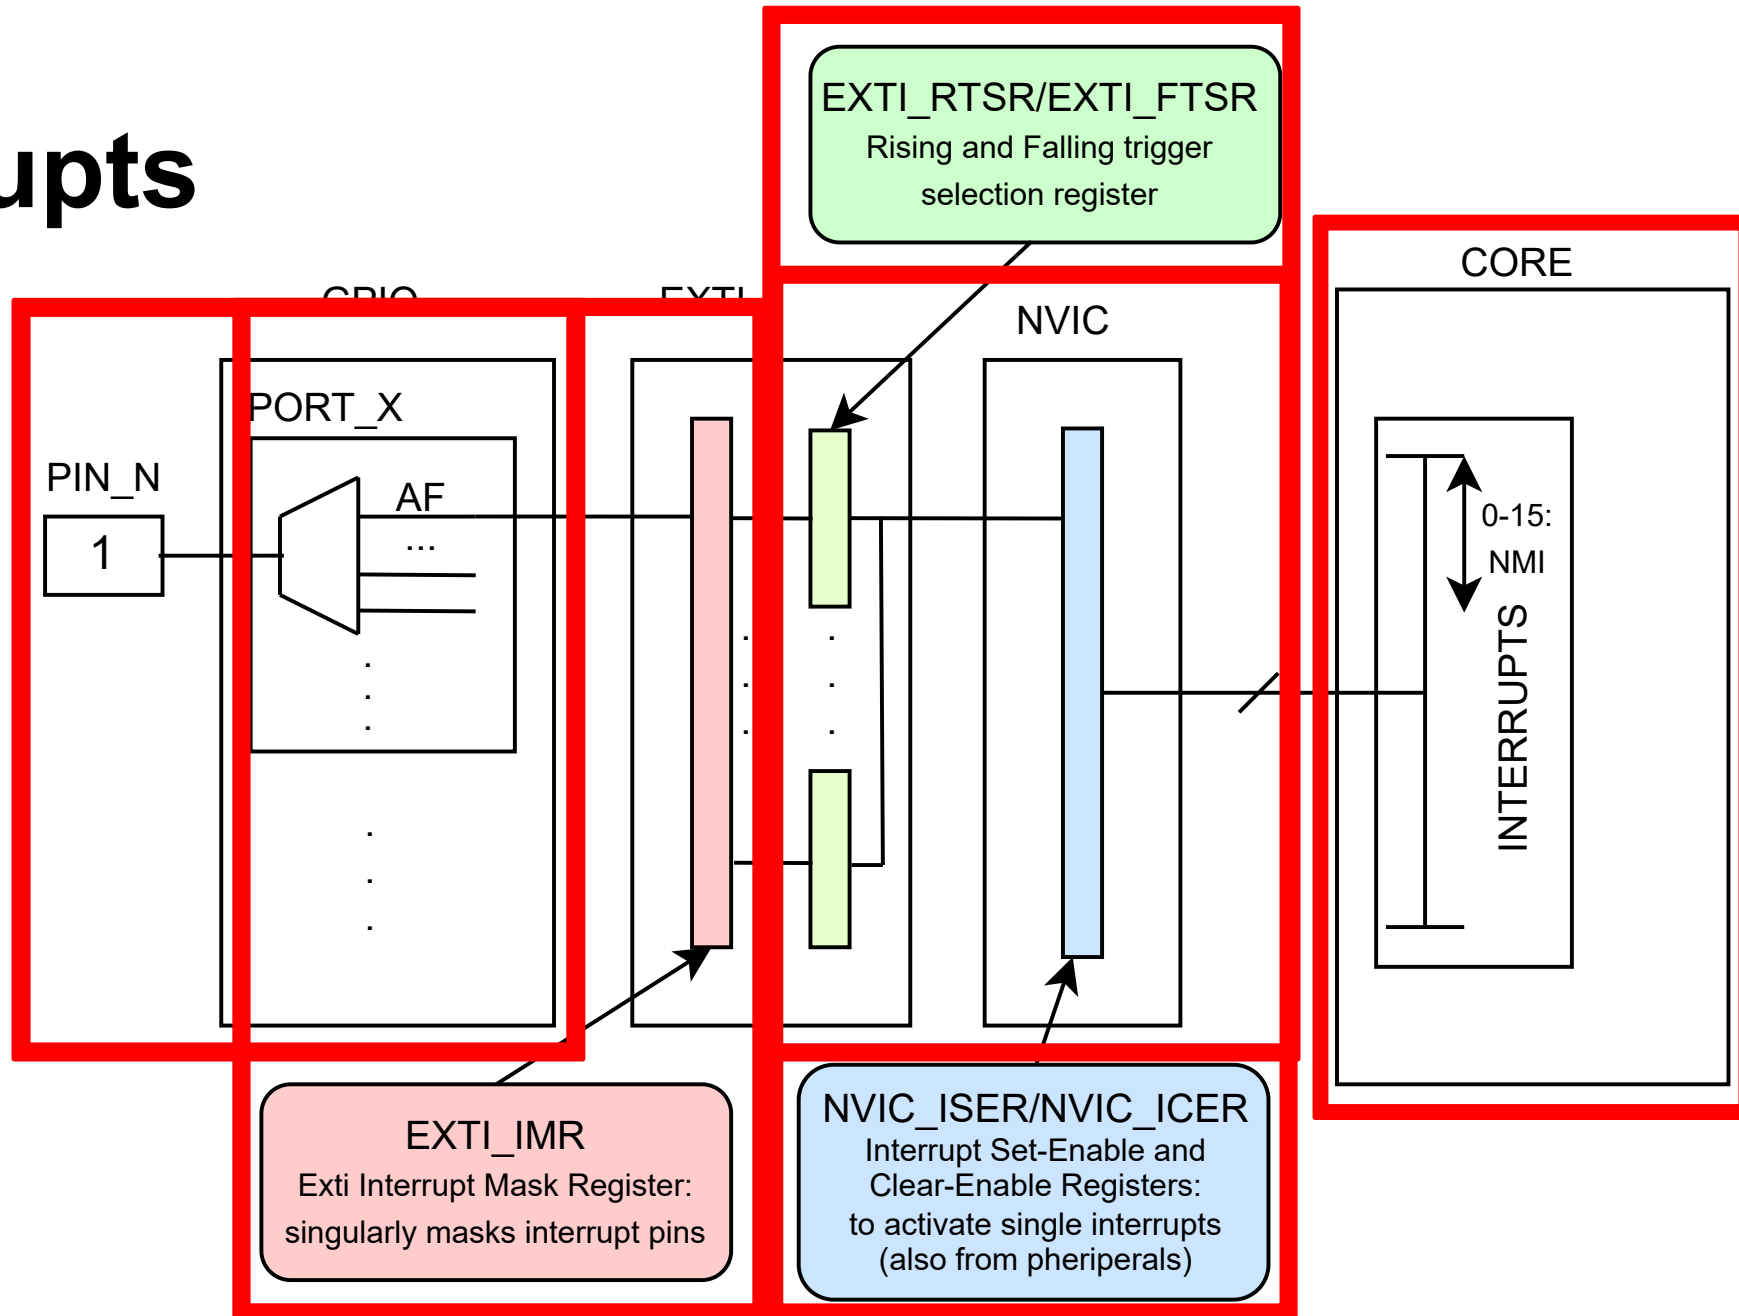 upts
EXTI_RTSR/EXTI_FTSR
Rising and Falling trigger
selection register
CORE
GPIO
EXTI
NVIC
PORT_X
PIN_N
AF
...
1
0-15:
NMI
INTERRUPTS
EXTI_IMR
Exti Interrupt Mask Register:
singularly masks interrupt pins
NVIC_ISER/NVIC_ICER
Interrupt Set-Enable and
Clear-Enable Registers:
to activate single interrupts
(also from pheriperals)